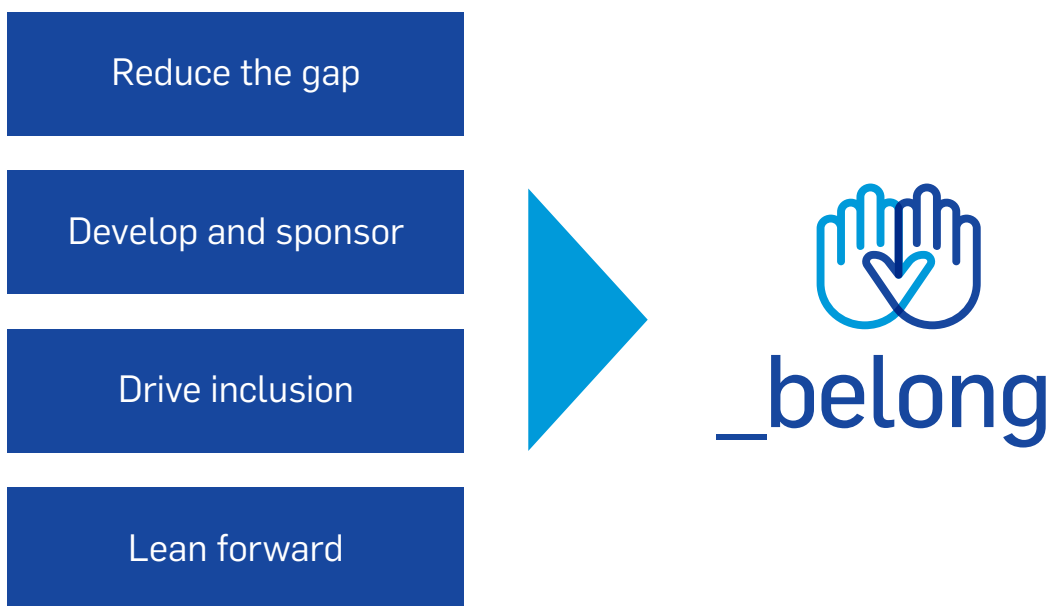 Reduce the gap
Develop and sponsor
Drive inclusion
Lean forward
_belong